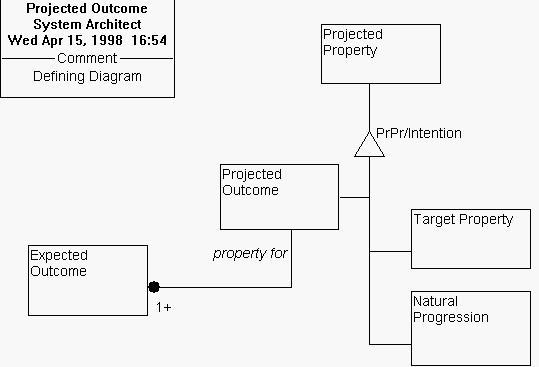 Projected Outcome
System Architect
Wed Apr 15, 1998 16:54
Comment
Defining Diagram
Projected
Property
PrPr/Intention
Projected
Outcome
Target Property
property for
Expected
Outcome
1+
Natural
Progression